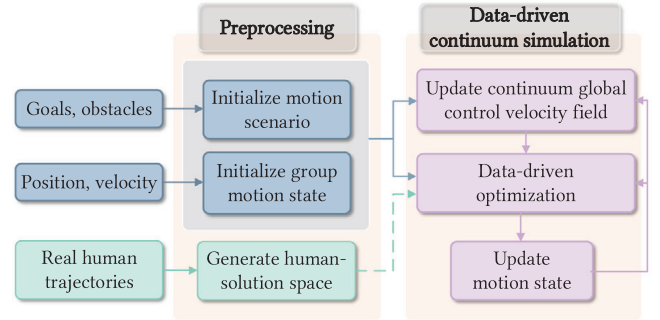 Preprocessing
Data-driven
continuum simulation
Goals, obstacles
Initialize motion
scenario
Update continuum global
control velocity field
Position, velocity
Initialize group
motion state
Data-driven
optimization
Real human
trajectories
Generate human-
solution space
Update
motion state